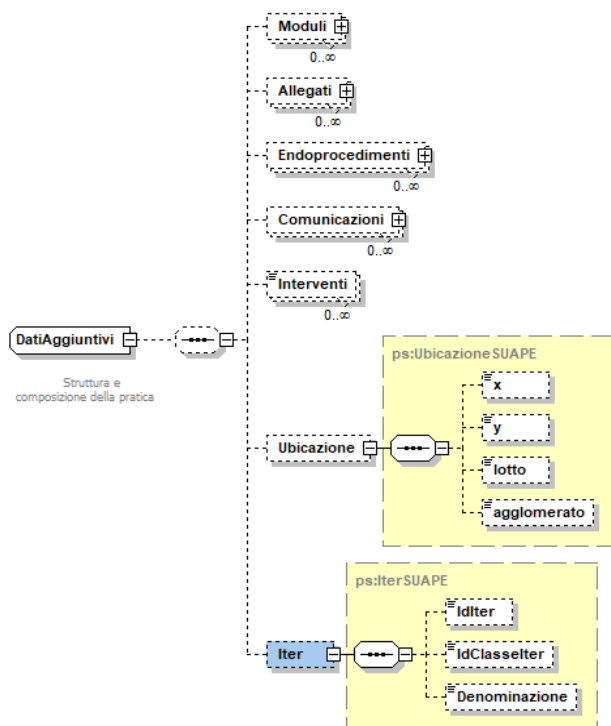 Moduli
0..∞
Allegati
0..∞
Endoprocedimenti
0..∞
Comunicazioni
0..∞
Interventi
0..∞
DatiAggiuntivi
Struttura e
composizione della pratica
ps:UbicazioneSUAPE
Ubicazione
x
y
lotto
agglomerato
ps:IterSUAPE
Iter
IdIter
IdClasseIter
Denominazione